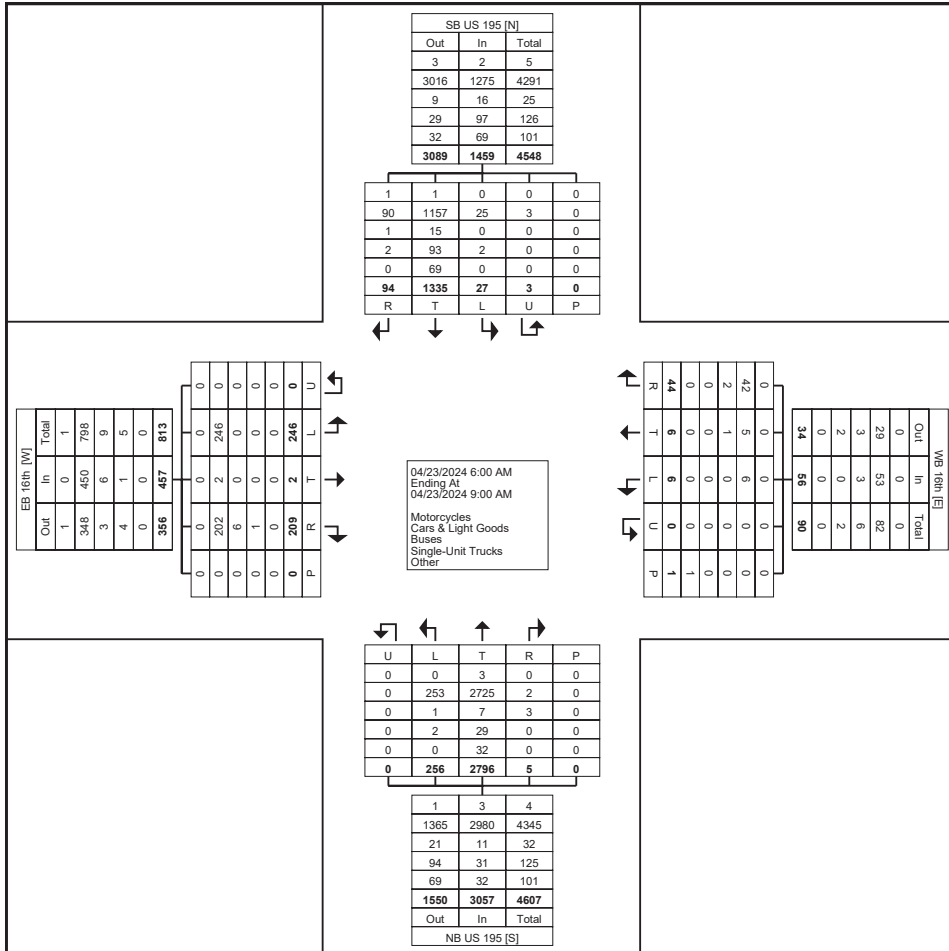 SB US 195 [N]
Out In Total
3 2 5
3016 1275 4291
9 16 25
29 97 126
32 69 101
3089 1459 4548
1 1 0 0 0
90 1157 25 3 0
1 15 0 0 0
2 93 2 0 0
0 69 0 0 0
94 1335 27 3 0
R T L U P
EB 16th [W]
Out In Total
1 0 1
348 450 798
3 6 9
4 1 5
0 0 0
356 457 813
0 0 0 0 0
0 202 2 246 0
0 6 0 0 0
0 1 0 0 0
0 0 0 0 0
0 209 2 246 0
P R T L U
04/23/2024 6:00 AM
Ending At
04/23/2024 9:00 AM
Motorcycles
Cars & Light Goods
Buses
Single-Unit Trucks
Other
WB 16th [E]
Out In Total
0 0 0
29 53 82
3 3 6
2 0 2
0 0 0
34 56 90
0 0 0 0 0
42 5 6 0 0
2 1 0 0 0
0 0 0 0 0
0 0 0 0 1
44 6 6 0 1
R T L U P
U L T R P
0 0 3 0 0
0 253 2725 2 0
0 1 7 3 0
0 2 29 0 0
0 0 32 0 0
0 256 2796 5 0
1 3 4
1365 2980 4345
21 11 32
94 31 125
69 32 101
1550 3057 4607
Out In Total
NB US 195 [S]